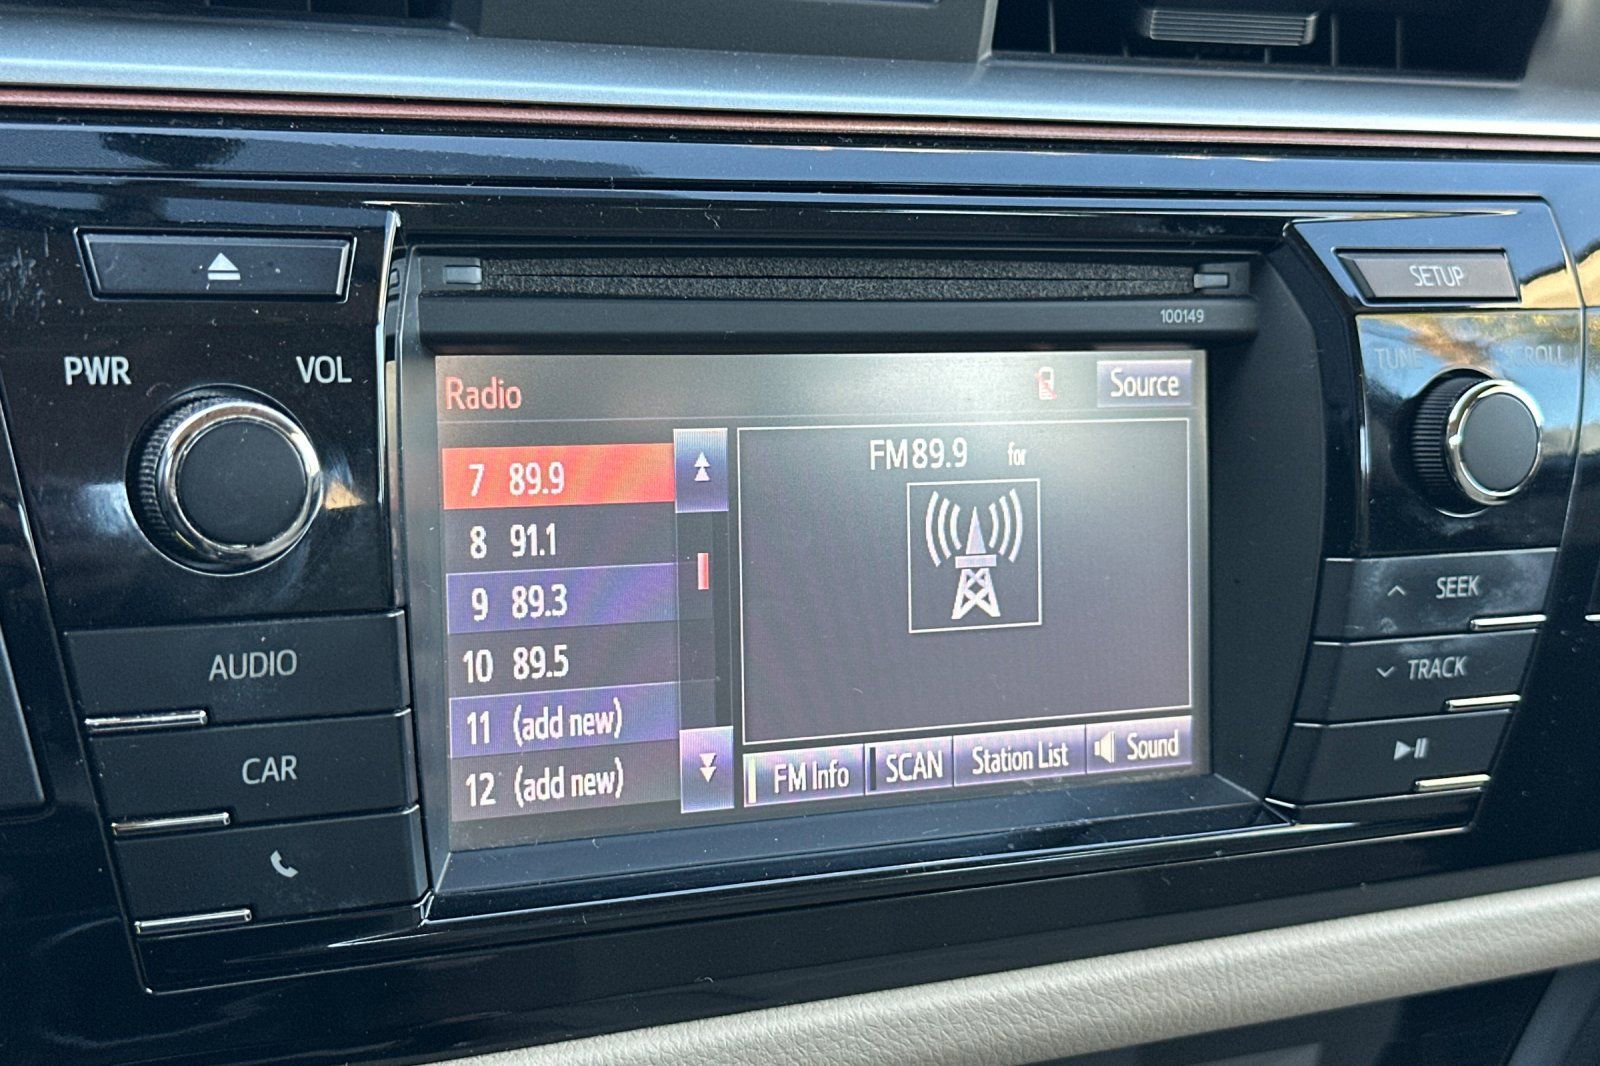 SETUP
100149
PWR
VOL
TUNE
SCROLL
Radio
Source
7 89.9
8 91.1
9 89.3
10 89.5
11 (add new)
12 (add new)
FM89.9 for
FM Info
SCAN
Station List
Sound
AUDIO
CAR
SEEK
TRACK